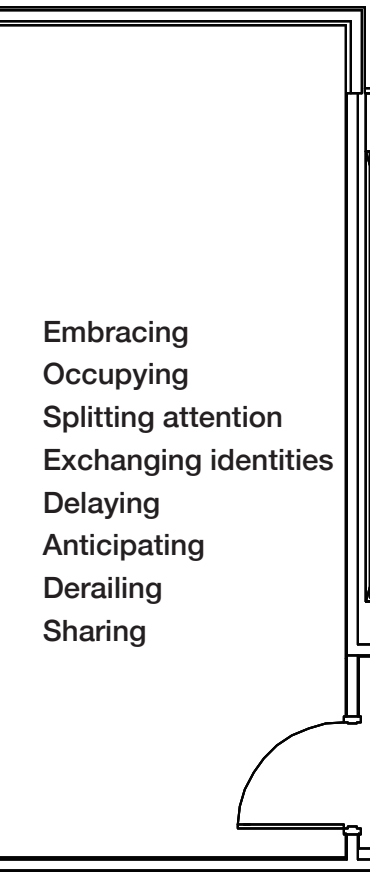 Embracing
Occupying
Splitting attention
Exchanging identities
Delaying
Anticipating
Derailing
Sharing